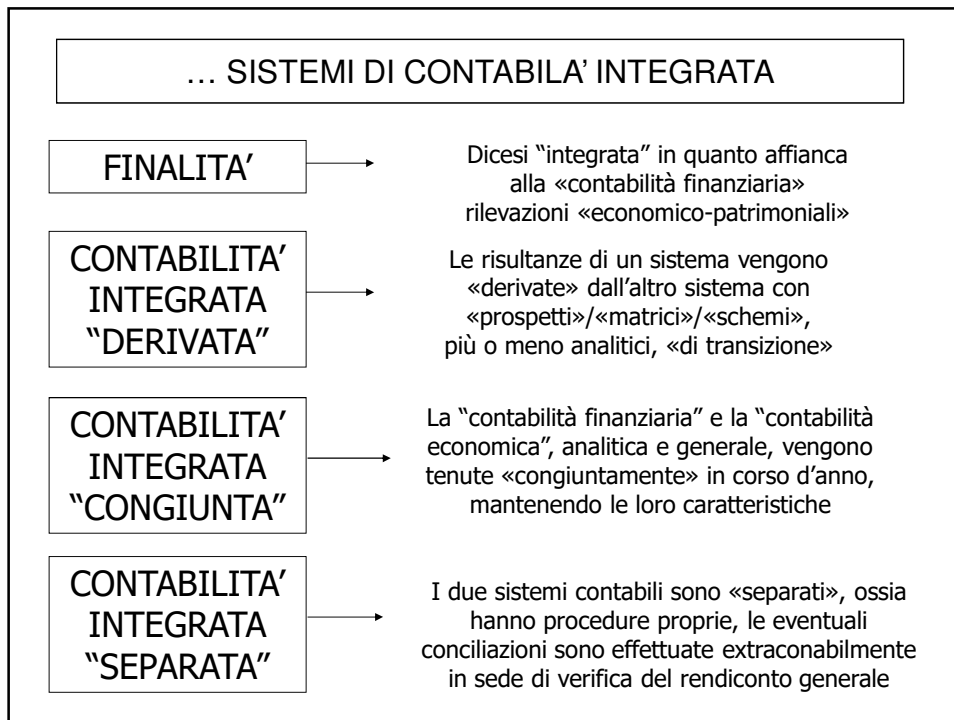 ... SISTEMI DI CONTABILA' INTEGRATA
FINALITA'
Dicesi “integrata” in quanto affianca
alla «contabilità finanziaria»
rilevazioni «economico-patrimoniali»
CONTABILITA'
INTEGRATA
“DERIVATA”
Le risultanze di un sistema vengono
«derivate» dall'altro sistema con
«prospetti»/«matrici»/«schemi»,
più o meno analitici, «di transizione»
CONTABILITA'
INTEGRATA
“CONGIUNTA”
La “contabilità finanziaria” e la “contabilità
economica”, analitica e generale, vengono
tenute «congiuntamente» in corso d'anno,
mantenendo le loro caratteristiche
CONTABILITA'
INTEGRATA
“SEPARATA”
I due sistemi contabili sono «separati», ossia
hanno procedure proprie, le eventuali
conciliazioni sono effettuate extraconabilmente
in sede di verifica del rendiconto generale